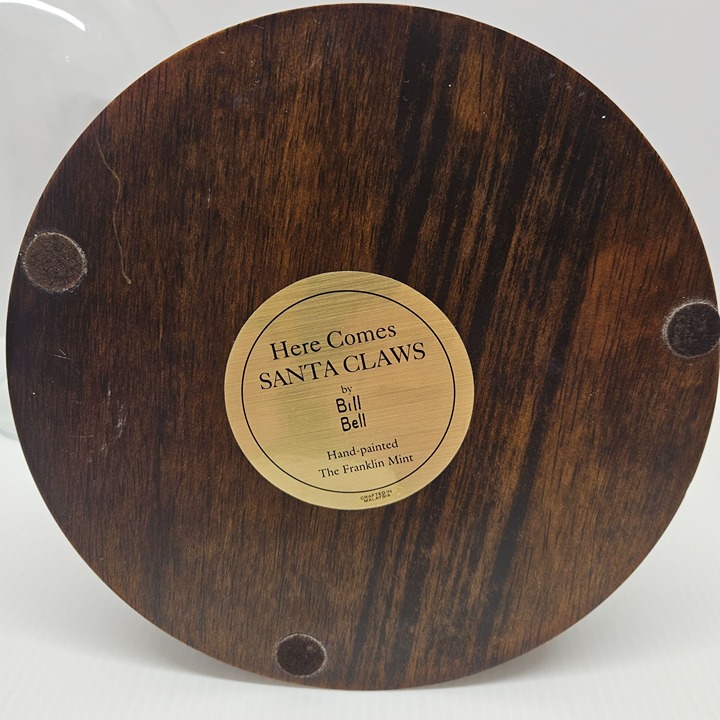 Here Comes
SANTA CLAWS
by
Bill
Bell
Hand-painted
The Franklin Mint
CRAFTED IN
MALAYSIA